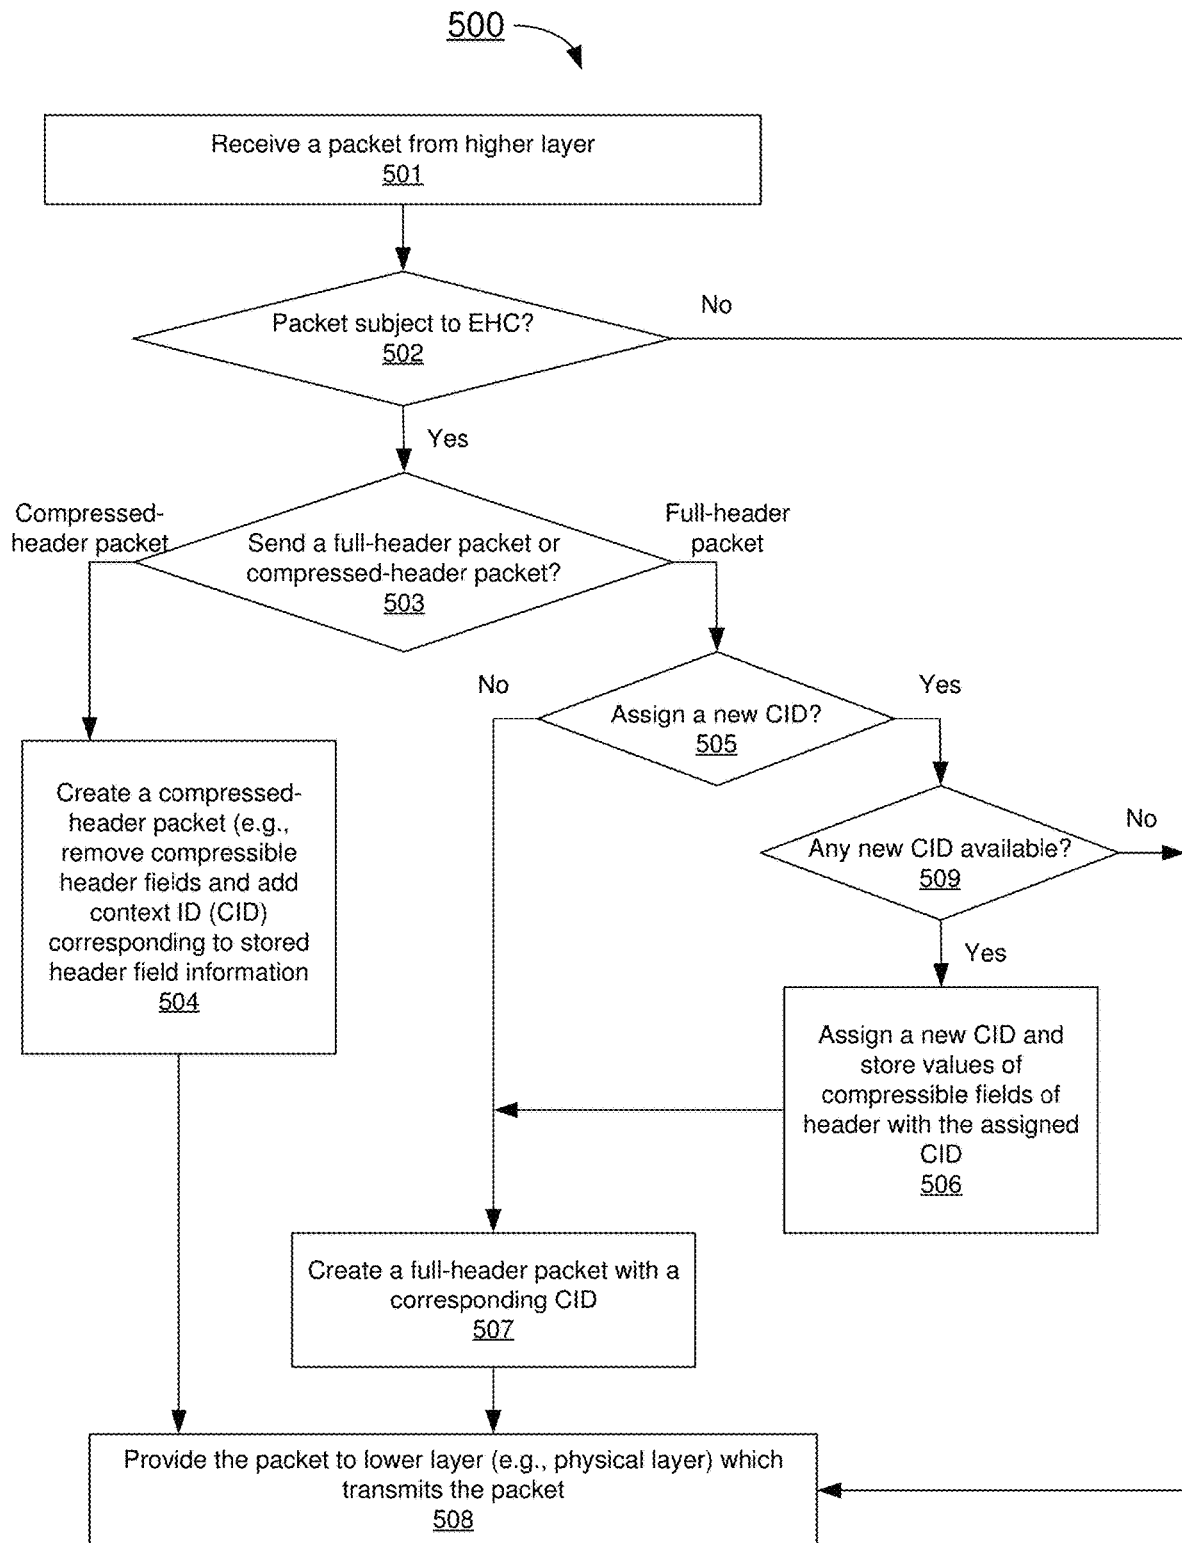 500
Receive a packet from higher layer
501
Packet subject to EHC?
502
No
Yes
Compressed-
header packet
Send a full-header packet or
compressed-header packet?
503
Full-header
packet
No
Assign a new CID?
505
Yes
Create a compressed-
header packet (e.g.,
remove compressible
header fields and add
context ID (CID)
corresponding to stored
header field information
504
Any new CID available?
509
No
Yes
Assign a new CID and
store values of
compressible fields of
header with the assigned
CID
506
Create a full-header packet with a
corresponding CID
507
Provide the packet to lower layer (e.g., physical layer) which
transmits the packet
508